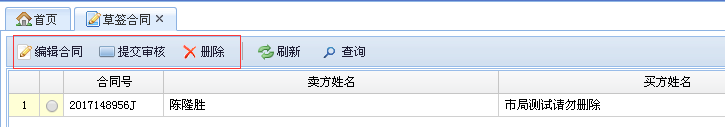 首页 草签合同
编辑合同 提交审核 删除 刷新 查询
合同号 卖方姓名 买方姓名
1 2017148956J 陈隆胜 市局测试请勿删除